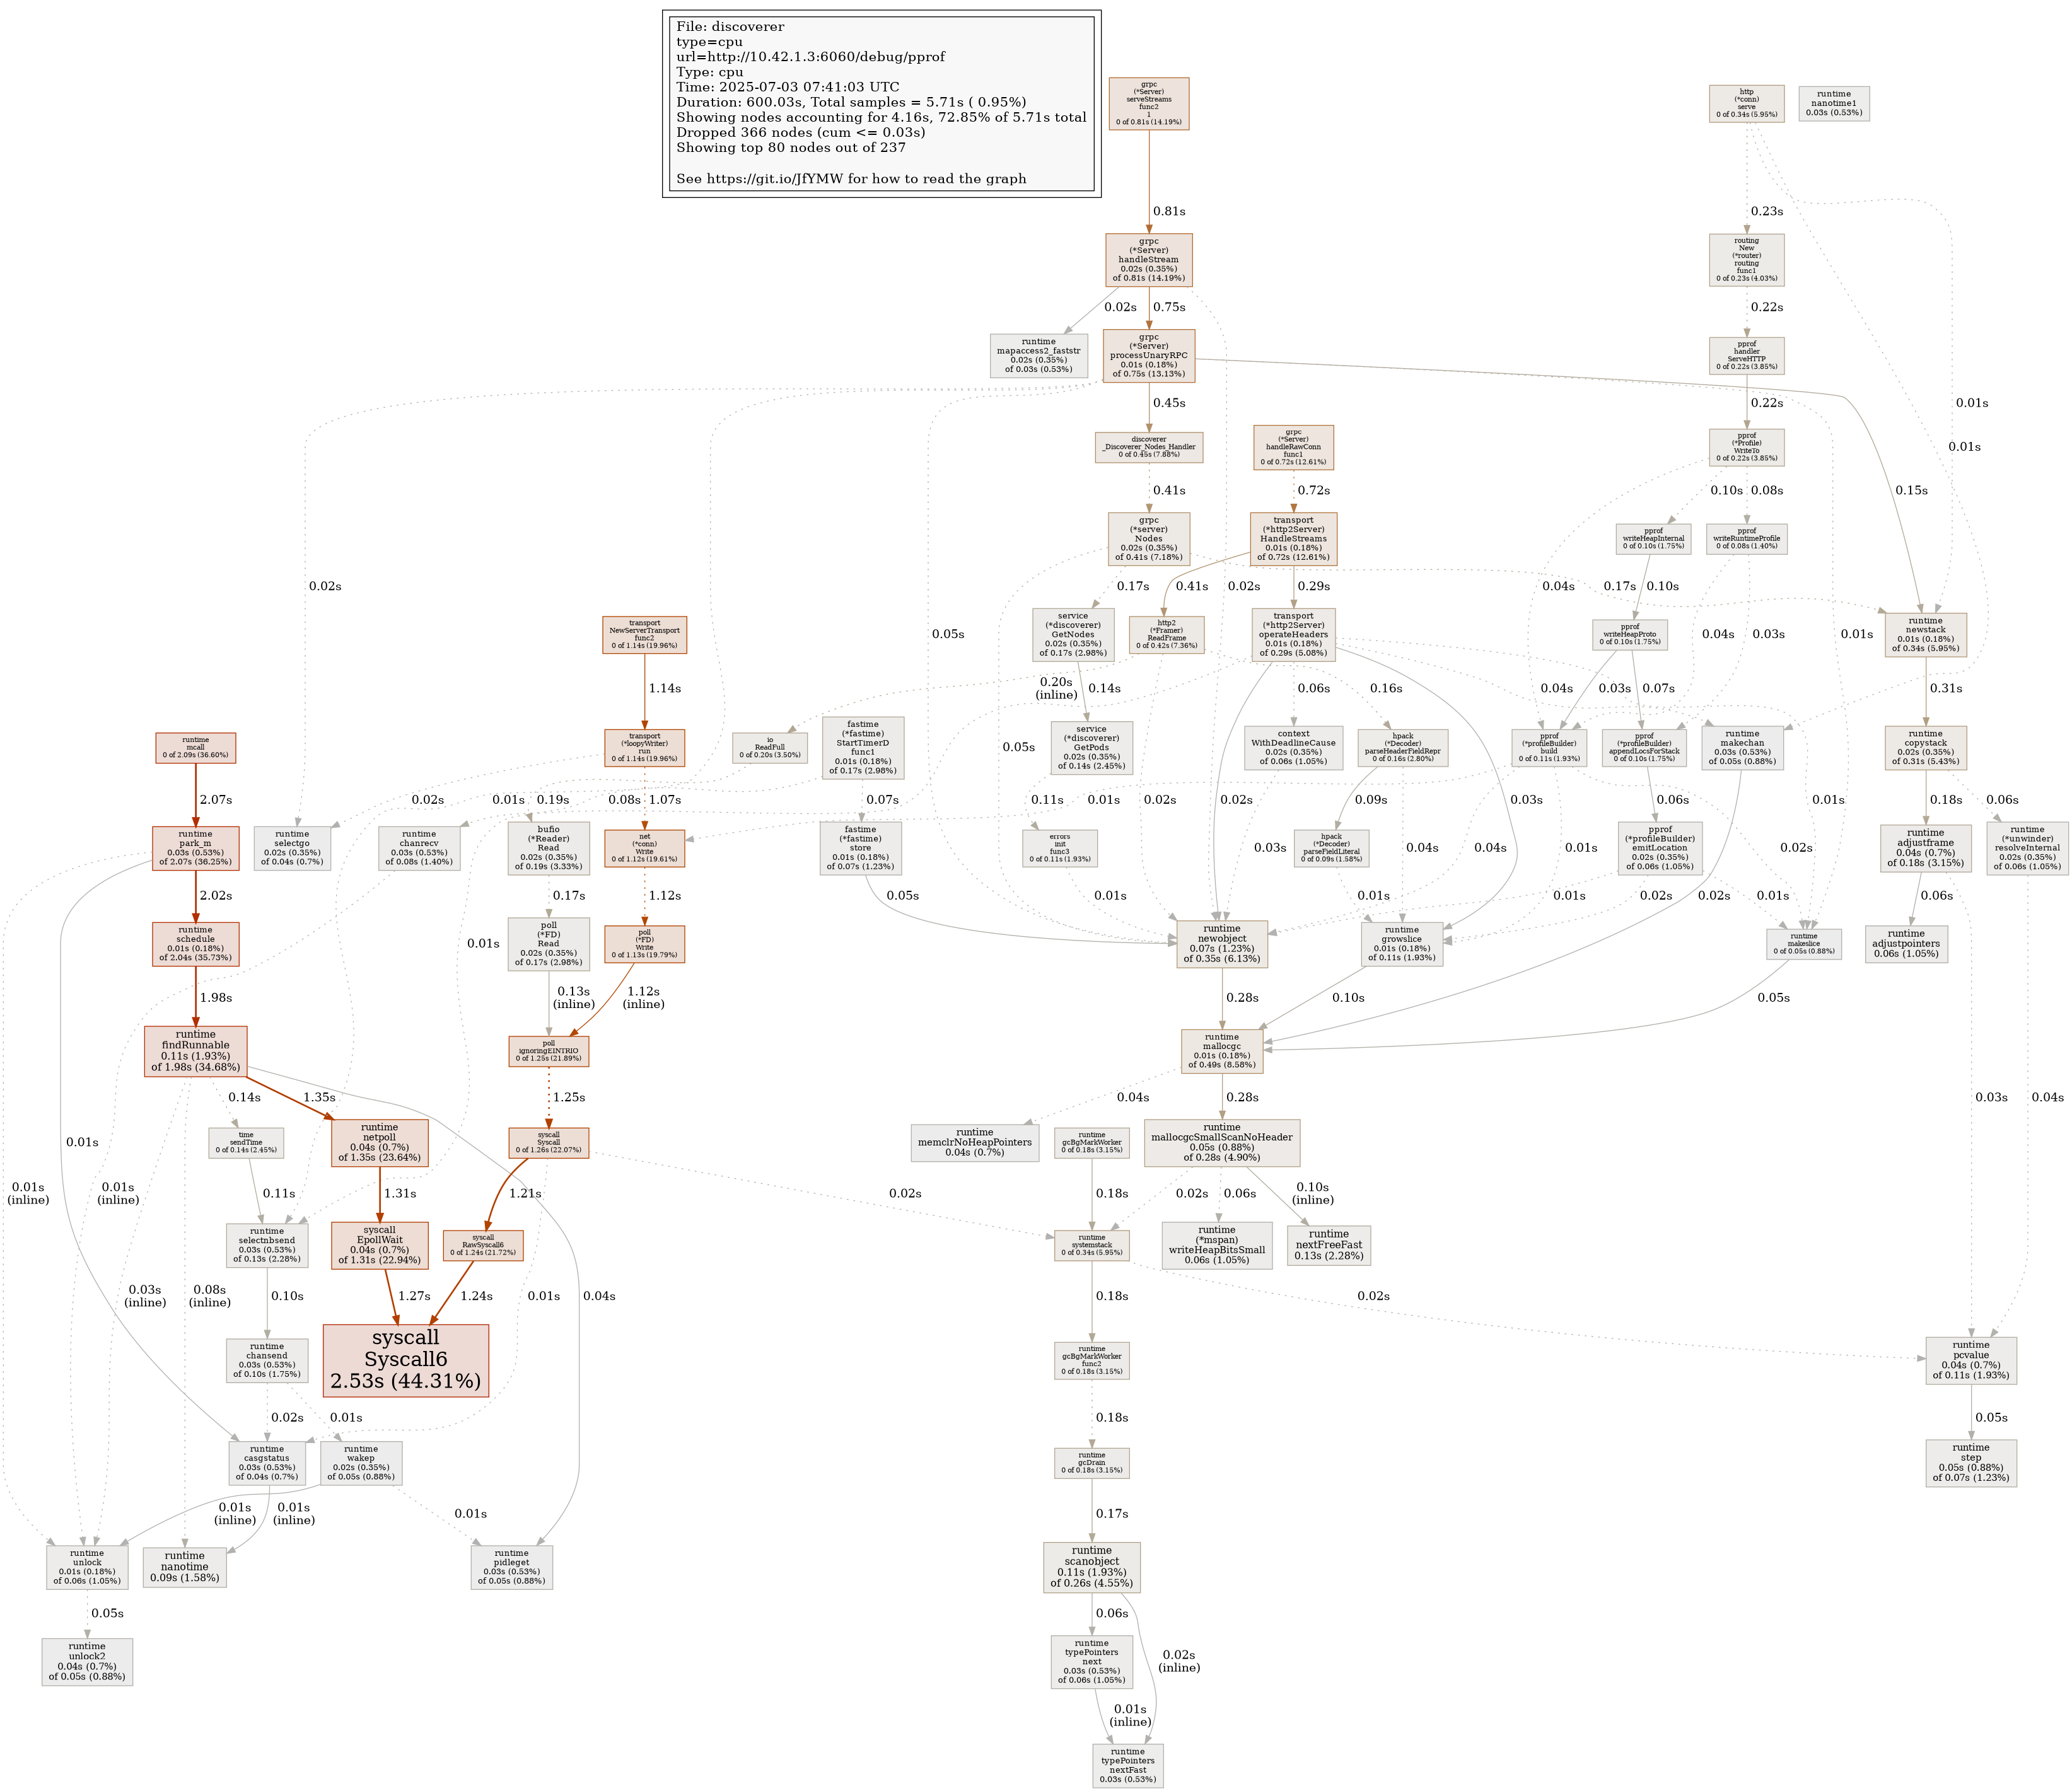 File: discoverer
type=cpu
url=http://10.42.1.3:6060/debug/pprof
Type: cpu
Time: 2025-07-03 07:41:03 UTC
Duration: 600.03s, Total samples = 5.71s ( 0.95%)
Showing nodes accounting for 4.16s, 72.85% of 5.71s total
Dropped 366 nodes (cum <= 0.03s)
Showing top 80 nodes out of 237
See https://git.io/JfYMW for how to read the graph
grpc
(*Server)
serveStreams
func2
1
0 of 0.81s (14.19%)
http
(*conn)
serve
0 of 0.34s (5.95%)
runtime
nanotime1
0.03s (0.53%)
0.81s
0.23s
grpc
(*Server)
handleStream
0.02s (0.35%)
of 0.81s (14.19%)
routing
New
(*router)
routing
func1
0 of 0.23s (4.03%)
0.02s
0.75s
0.22s
runtime
mapaccess2_faststr
0.02s (0.35%)
of 0.03s (0.53%)
grpc
(*Server)
processUnaryRPC
0.01s (0.18%)
of 0.75s (13.13%)
pprof
handler
ServeHTTP
0 of 0.22s (3.85%)
0.45s
0.22s
0.01s
0.01s
discoverer
_Discoverer_Nodes_Handler
0 of 0.45s (7.88%)
grpc
(*Server)
handleRawConn
func1
0 of 0.72s (12.61%)
pprof
(*Profile)
WriteTo
0 of 0.22s (3.85%)
0.41s
0.72s
0.10s
0.08s
0.15s
grpc
(*server)
Nodes
0.02s (0.35%)
of 0.41s (7.18%)
transport
(*http2Server)
HandleStreams
0.01s (0.18%)
of 0.72s (12.61%)
pprof
writeHeapInternal
0 of 0.10s (1.75%)
pprof
writeRuntimeProfile
0 of 0.08s (1.40%)
0.02s
0.17s
0.41s
0.02s
0.29s
0.17s
0.04s
0.10s
transport
NewServerTransport
func2
0 of 1.14s (19.96%)
0.05s
service
(*discoverer)
GetNodes
0.02s (0.35%)
of 0.17s (2.98%)
http2
(*Framer)
ReadFrame
0 of 0.42s (7.36%)
transport
(*http2Server)
operateHeaders
0.01s (0.18%)
of 0.29s (5.08%)
pprof
writeHeapProto
0 of 0.10s (1.75%)
0.04s
0.03s
0.01s
runtime
newstack
0.01s (0.18%)
of 0.34s (5.95%)
1.14s
0.20s
(inline)
0.14s
0.16s
0.06s
0.04s
0.03s
0.07s
0.31s
runtime
mcall
0 of 2.09s (36.60%)
transport
(*loopyWriter)
run
0 of 1.14s (19.96%)
io
ReadFull
0 of 0.20s (3.50%)
fastime
(*fastime)
StartTimerD
func1
0.01s (0.18%)
of 0.17s (2.98%)
0.05s
service
(*discoverer)
GetPods
0.02s (0.35%)
of 0.14s (2.45%)
context
WithDeadlineCause
0.02s (0.35%)
of 0.06s (1.05%)
hpack
(*Decoder)
parseHeaderFieldRepr
0 of 0.16s (2.80%)
pprof
(*profileBuilder)
build
0 of 0.11s (1.93%)
pprof
(*profileBuilder)
appendLocsForStack
0 of 0.10s (1.75%)
runtime
makechan
0.03s (0.53%)
of 0.05s (0.88%)
runtime
copystack
0.02s (0.35%)
of 0.31s (5.43%)
2.07s
0.02s
0.01s
0.19s
0.08s
1.07s
0.07s
0.11s
0.01s
0.02s
0.02s
0.09s
0.03s
0.06s
0.01s
0.18s
0.06s
runtime
park_m
0.03s (0.53%)
of 2.07s (36.25%)
runtime
selectgo
0.02s (0.35%)
of 0.04s (0.7%)
runtime
chanrecv
0.03s (0.53%)
of 0.08s (1.40%)
bufio
(*Reader)
Read
0.02s (0.35%)
of 0.19s (3.33%)
net
(*conn)
Write
0 of 1.12s (19.61%)
fastime
(*fastime)
store
0.01s (0.18%)
of 0.07s (1.23%)
errors
init
func3
0 of 0.11s (1.93%)
hpack
(*Decoder)
parseFieldLiteral
0 of 0.09s (1.58%)
pprof
(*profileBuilder)
emitLocation
0.02s (0.35%)
of 0.06s (1.05%)
runtime
adjustframe
0.04s (0.7%)
of 0.18s (3.15%)
runtime
(*unwinder)
resolveInternal
0.02s (0.35%)
of 0.06s (1.05%)
0.03s
0.04s
0.04s
0.01s
0.02s
2.02s
0.17s
1.12s
0.05s
0.01s
0.01s
0.01s
0.02s
0.01s
0.02s
0.06s
runtime
schedule
0.01s (0.18%)
of 2.04s (35.73%)
0.01s
poll
(*FD)
Read
0.02s (0.35%)
of 0.17s (2.98%)
poll
(*FD)
Write
0 of 1.13s (19.79%)
runtime
newobject
0.07s (1.23%)
of 0.35s (6.13%)
runtime
growslice
0.01s (0.18%)
of 0.11s (1.93%)
runtime
makeslice
0 of 0.05s (0.88%)
runtime
adjustpointers
0.06s (1.05%)
1.98s
0.13s
(inline)
1.12s
(inline)
0.28s
0.10s
0.05s
runtime
findRunnable
0.11s (1.93%)
of 1.98s (34.68%)
poll
ignoringEINTRIO
0 of 1.25s (21.89%)
runtime
mallocgc
0.01s (0.18%)
of 0.49s (8.58%)
0.14s
1.35s
1.25s
0.04s
0.28s
0.03s
0.04s
0.01s
time
sendTime
0 of 0.14s (2.45%)
runtime
netpoll
0.04s (0.7%)
of 1.35s (23.64%)
syscall
Syscall
0 of 1.26s (22.07%)
runtime
memclrNoHeapPointers
0.04s (0.7%)
runtime
gcBgMarkWorker
0 of 0.18s (3.15%)
runtime
mallocgcSmallScanNoHeader
0.05s (0.88%)
of 0.28s (4.90%)
0.01s
(inline)
0.01s
(inline)
0.11s
1.31s
1.21s
0.02s
0.18s
0.02s
0.06s
0.10s
(inline)
runtime
selectnbsend
0.03s (0.53%)
of 0.13s (2.28%)
syscall
EpollWait
0.04s (0.7%)
of 1.31s (22.94%)
syscall
RawSyscall6
0 of 1.24s (21.72%)
runtime
systemstack
0 of 0.34s (5.95%)
runtime
(*mspan)
writeHeapBitsSmall
0.06s (1.05%)
runtime
nextFreeFast
0.13s (2.28%)
0.03s
(inline)
0.08s
(inline)
0.10s
1.27s
1.24s
0.01s
0.04s
0.18s
0.02s
runtime
chansend
0.03s (0.53%)
of 0.10s (1.75%)
syscall
Syscall6
2.53s (44.31%)
runtime
gcBgMarkWorker
func2
0 of 0.18s (3.15%)
runtime
pcvalue
0.04s (0.7%)
of 0.11s (1.93%)
0.02s
0.01s
0.18s
0.05s
runtime
casgstatus
0.03s (0.53%)
of 0.04s (0.7%)
runtime
wakep
0.02s (0.35%)
of 0.05s (0.88%)
runtime
gcDrain
0 of 0.18s (3.15%)
runtime
step
0.05s (0.88%)
of 0.07s (1.23%)
0.01s
(inline)
0.01s
(inline)
0.01s
0.17s
runtime
unlock
0.01s (0.18%)
of 0.06s (1.05%)
runtime
nanotime
0.09s (1.58%)
runtime
pidleget
0.03s (0.53%)
of 0.05s (0.88%)
runtime
scanobject
0.11s (1.93%)
of 0.26s (4.55%)
0.05s
0.06s
runtime
unlock2
0.04s (0.7%)
of 0.05s (0.88%)
runtime
typePointers
next
0.03s (0.53%)
of 0.06s (1.05%)
0.02s
(inline)
0.01s
(inline)
runtime
typePointers
nextFast
0.03s (0.53%)